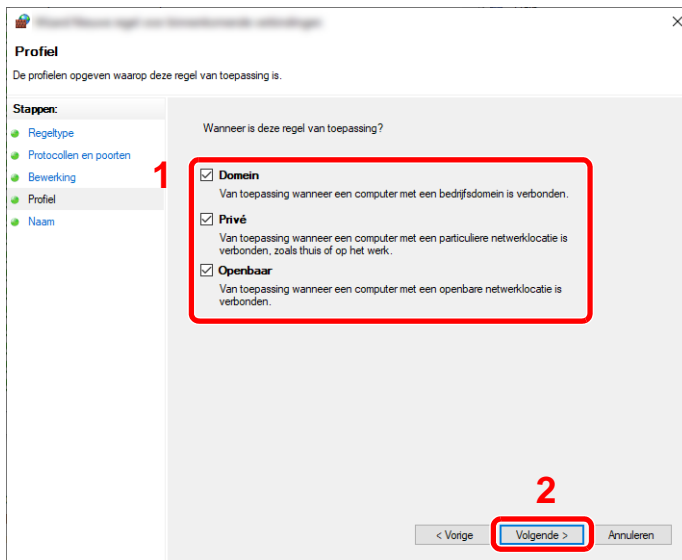 Profiel
De profielen opgeven waarop deze regel van toepassing is.
Stappen:
Regeltype
Protocollen en poorten
Bewerking
Profiel
Naam
Wanneer is deze regel van toepassing?
1
Domein
Van toepassing wanneer een computer met een bedrijfsdomein is verbonden.
Privé
Van toepassing wanneer een computer met een particuliere netwerklocatie is
verbonden, zoals thuis of op het werk.
Openbaar
Van toepassing wanneer een computer met een openbare netwerklocatie is
verbonden.
2
< Vorige
Volgende >
Annuleren